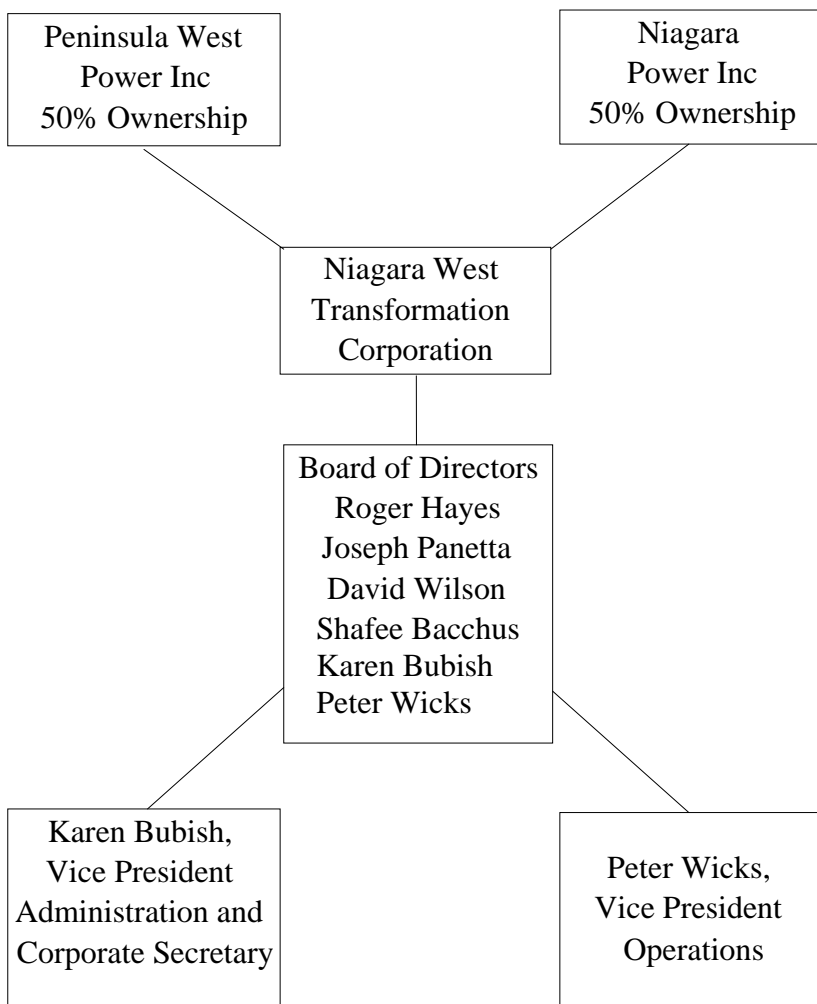 Peninsula West
Power Inc
50% Ownership
Niagara
Power Inc
50% Ownership
Niagara West
Transformation
Corporation
Board of Directors
Roger Hayes
Joseph Panetta
David Wilson
Shafee Bacchus
Karen Bubish
Peter Wicks
Karen Bubish,
Vice President
Administration and
Corporate Secretary
Peter Wicks,
Vice President
Operations